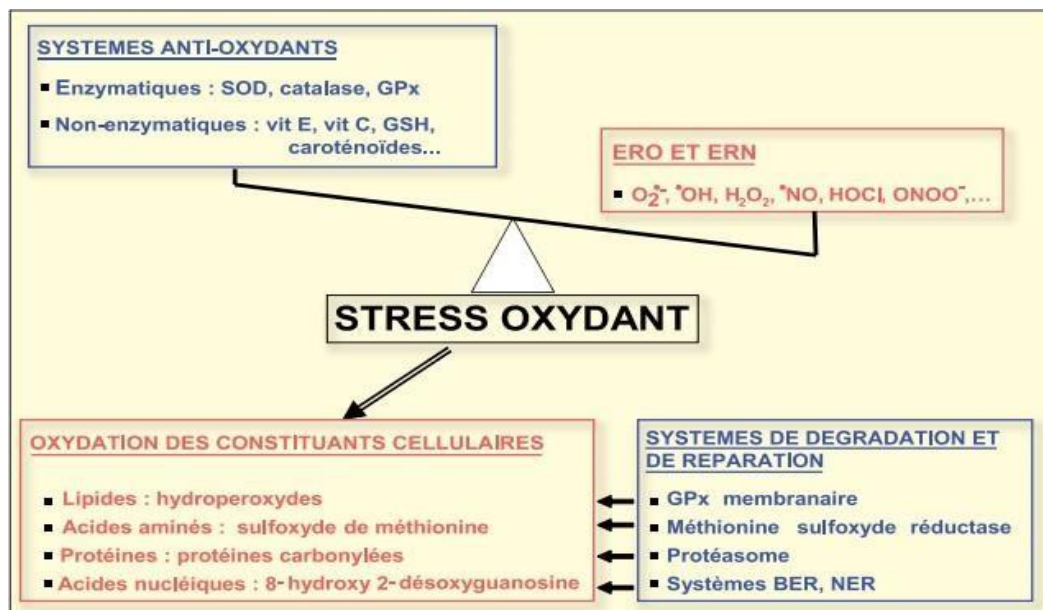 SYSTEMES ANTI-OXYDANTS
▪ Enzymatiques : SOD, catalase, GPx
▪ Non-enzymatiques : vit E, vit C, GSH,
caroténoïdes...
ERO ET ERN
▪ O₂•⁻, •OH, H₂O₂, •NO, HOCl, ONOO⁻,...
STRESS OXYDANT
OXYDATION DES CONSTITUANTS CELLULAIRES
▪ Lipides : hydroperoxydes
▪ Acides aminés : sulfoxyde de méthionine
▪ Protéines : protéines carbonylées
▪ Acides nucléiques : 8-hydroxy 2-désoxyguanosine
SYSTEMES DE DEGRADATION ET
DE REPARATION
▪ GPx membranaire
▪ Méthionine sulfoxyde réductase
▪ Protéasome
▪ Systèmes BER, NER